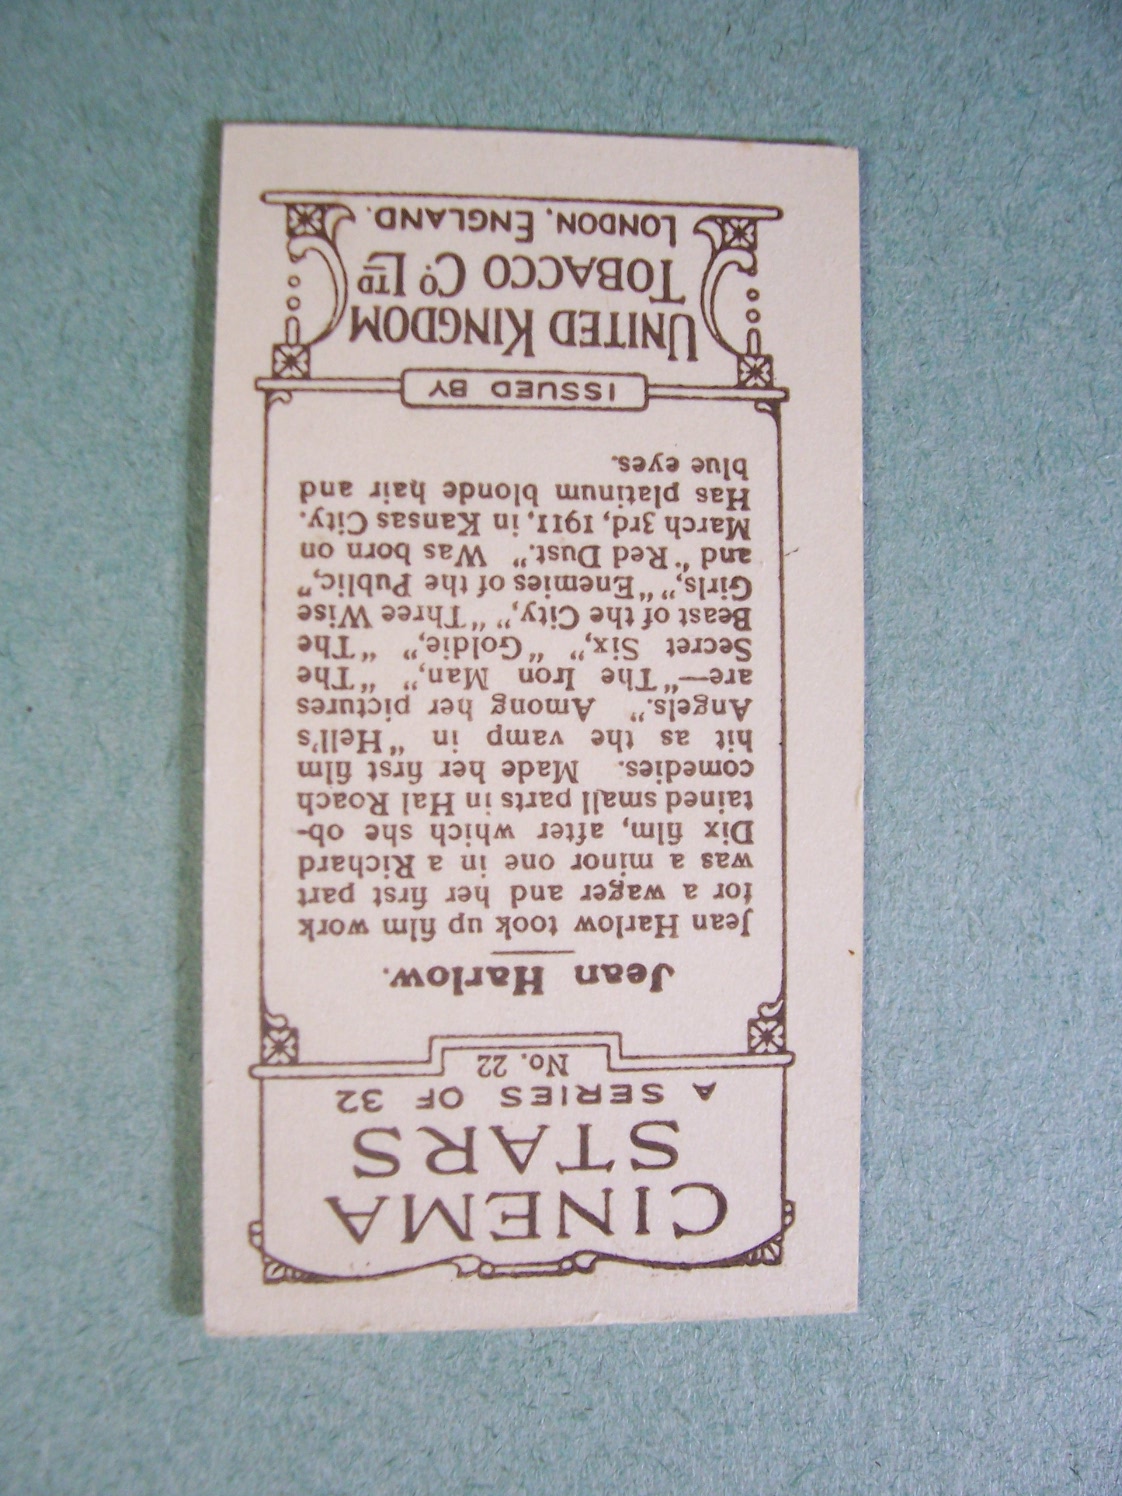 CINEMA
STARS
A SERIES OF 32
No. 22
Jean Harlow.
Jean Harlow took up film work
for a wager and her first part
was a minor one in a Richard
Dix film, after which she ob-
tained small parts in Hal Roach
comedies. Made her first film
hit as the vamp in "Hell's
Angels." Among her pictures
are—"The Iron Man," "The
Secret Six," "Goldie," "The
Beast of the City," "Three Wise
Girls," "Enemies of the Public,"
and "Red Dust." Was born on
March 3rd, 1911, in Kansas City.
Has platinum blonde hair and
blue eyes.
ISSUED BY
UNITED KINGDOM
TOBACCO Co LTD
LONDON, ENGLAND.